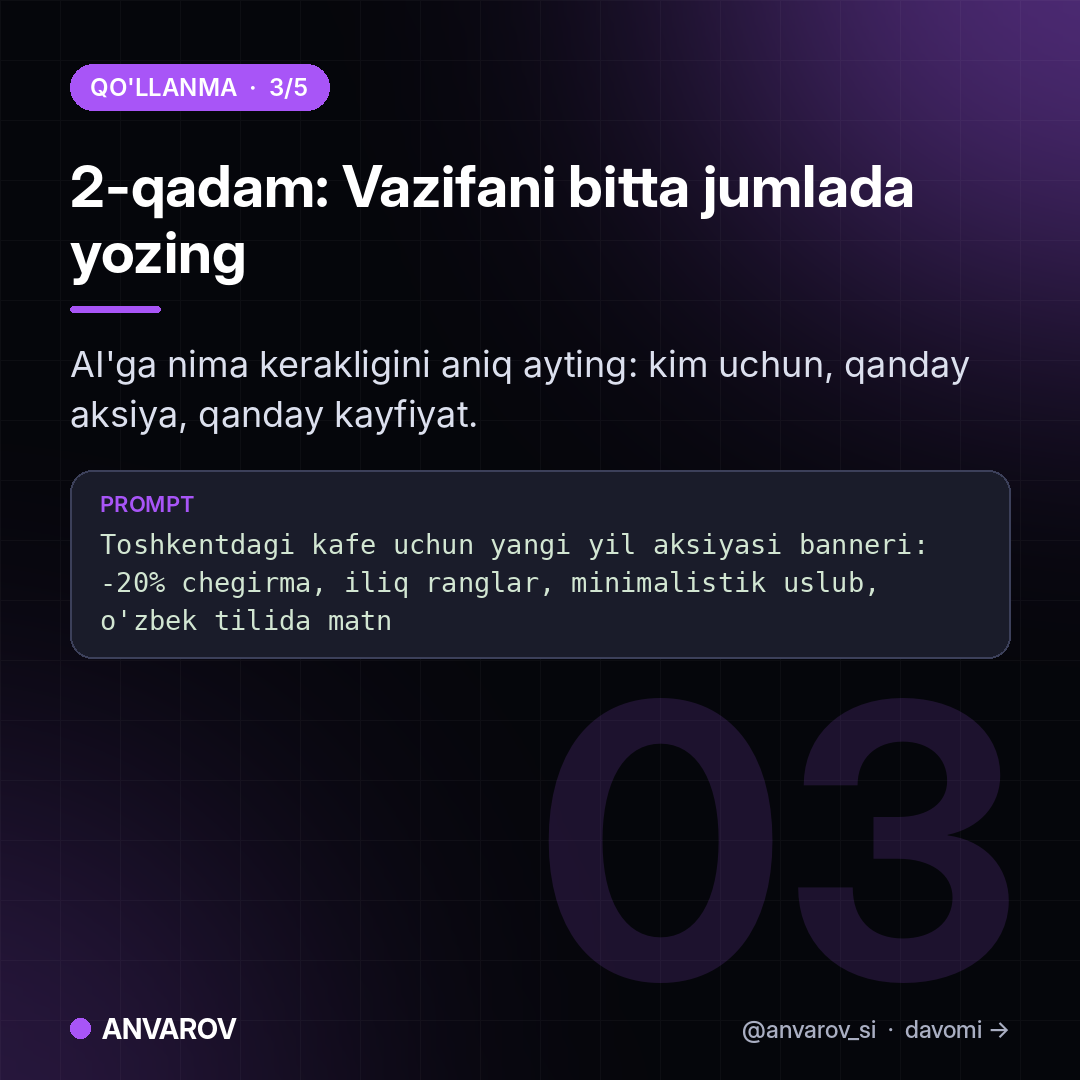 QO'LLANMA · 3/5
2-qadam: Vazifani bitta jumlada
yozing
AI'ga nima kerakligini aniq ayting: kim uchun, qanday
aksiya, qanday kayfiyat.
PROMPT
Toshkentdagi kafe uchun yangi yil aksiyasi banneri:
-20% chegirma, iliq ranglar, minimalistik uslub,
o'zbek tilida matn
03
ANVAROV
@anvarov_si · davomi →